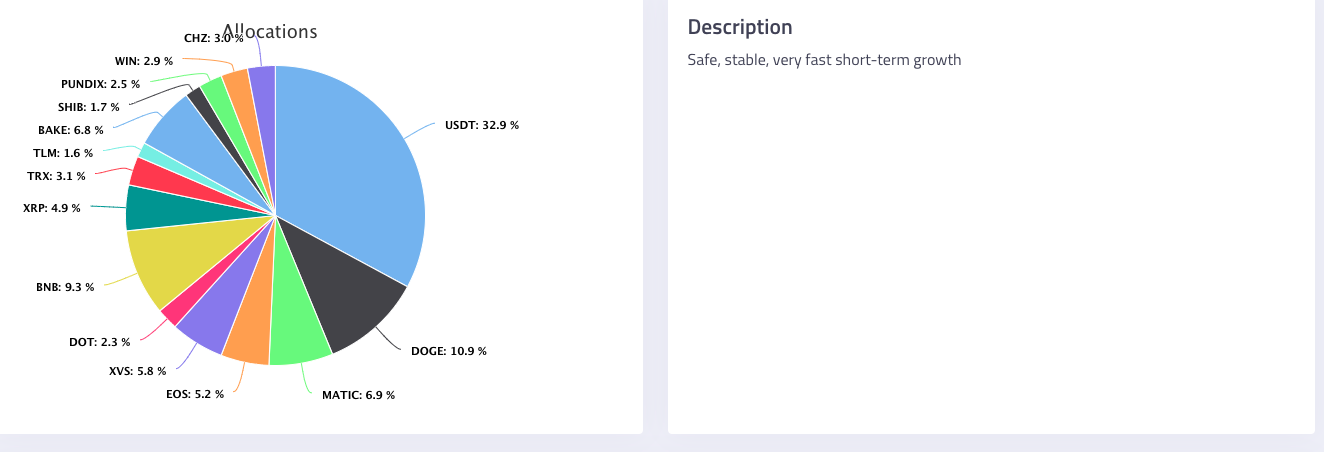 Allocations
CHZ: 3.0 %
WIN: 2.9 %
PUNDIX: 2.5 %
SHIB: 1.7 %
BAKE: 6.8 %
TLM: 1.6 %
TRX: 3.1 %
XRP: 4.9 %
BNB: 9.3 %
DOT: 2.3 %
XVS: 5.8 %
EOS: 5.2 %
MATIC: 6.9 %
DOGE: 10.9 %
USDT: 32.9 %
Description
Safe, stable, very fast short-term growth